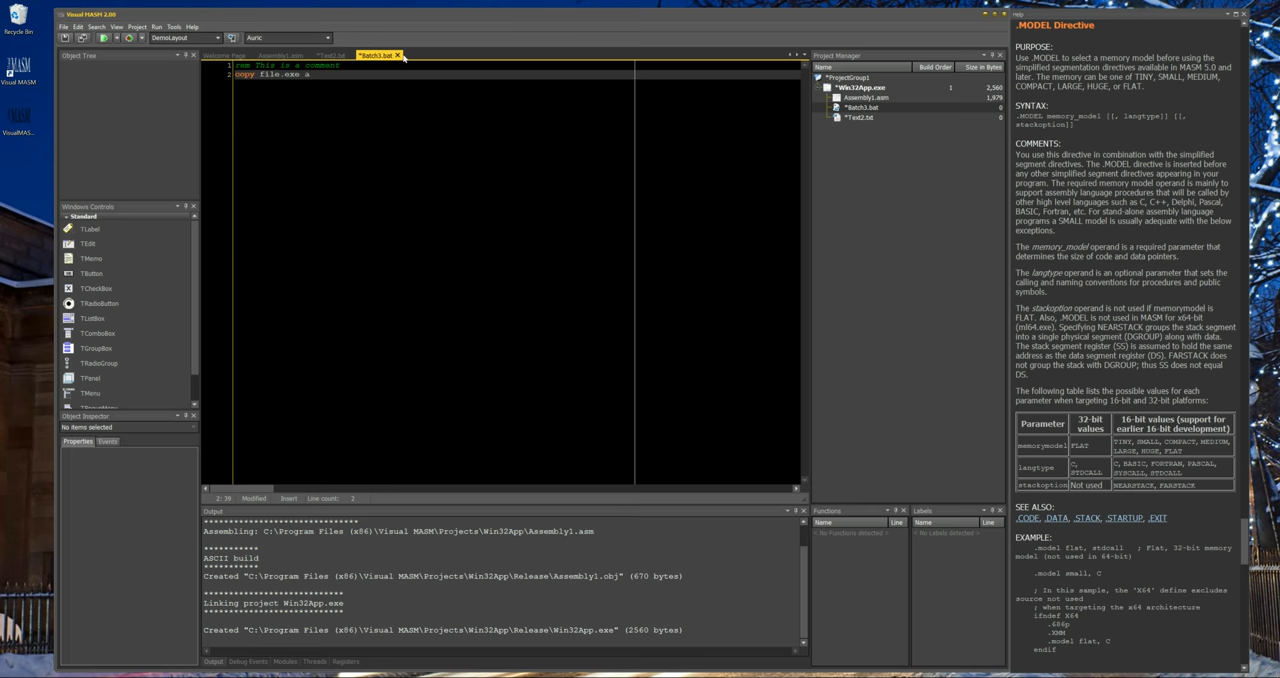 Recycle Bin
Visual MASM
VisualMAS...
Visual MASM 2.00
File Edit Search View Project Run Tools Help
DemoLayout
Auric
Object Tree
Windows Controls
Standard
TLabel
TEdit
TMemo
TButton
TCheckBox
TRadioButton
TListBox
TComboBox
TGroupBox
TRadioGroup
TPanel
TMenu
Object Inspector
No items selected
Properties Events
Welcome Page Assembly1.asm *Text2.txt *Batch3.bat
1 rem This is a comment
2 copy file.exe a
2: 39 Modified Insert Line count: 2
Output
*******************************
Assembling: C:\Program Files (x86)\Visual MASM\Projects\Win32App\Assembly1.asm
***********
ASCII build
***********
Created "C:\Program Files (x86)\Visual MASM\Projects\Win32App\Release\Assembly1.obj" (670 bytes)
****************************
Linking project Win32App.exe
****************************
Created "C:\Program Files (x86)\Visual MASM\Projects\Win32App\Release\Win32App.exe" (2560 bytes)
Output Debug Events Modules Threads Registers
Project Manager
Name Build Order Size in Bytes
*ProjectGroup1
*Win32App.exe 1 2,560
Assembly1.asm 1,979
*Batch3.bat 0
*Text2.txt 0
Functions
Name Line
< No Functions detected >
Labels
Name Line
< No Labels detected >
Help
.MODEL Directive
PURPOSE:
Use .MODEL to select a memory model before using the
simplified segmentation directives available in MASM 5.0 and
later. The memory can be one of TINY, SMALL, MEDIUM,
COMPACT, LARGE, HUGE, or FLAT.
SYNTAX:
.MODEL memory_model [[, langtype]] [[,
stackoption]]
COMMENTS:
You use this directive in combination with the simplified
segment directives. The .MODEL directive is inserted before
any other simplified segment directives appearing in your
program. The required memory model operand is mainly to
support assembly language procedures that will be called by
other high level languages such as C, C++, Delphi, Pascal,
BASIC, Fortran, etc. For stand-alone assembly language
programs a SMALL model is usually adequate with the below
exceptions.
The memory_model operand is a required parameter that
determines the size of code and data pointers.
The langtype operand is an optional parameter that sets the
calling and naming conventions for procedures and public
symbols.
The stackoption operand is not used if memorymodel is
FLAT. Also, .MODEL is not used in MASM for x64-bit
(ml64.exe). Specifying NEARSTACK groups the stack segment
into a single physical segment (DGROUP) along with data.
The stack segment register (SS) is assumed to hold the same
address as the data segment register (DS). FARSTACK does
not group the stack with DGROUP; thus SS does not equal
DS.
The following table lists the possible values for each
parameter when targeting 16-bit and 32-bit platforms:
Parameter 32-bit values 16-bit values (support for earlier 16-bit development)
memorymodel FLAT TINY, SMALL, COMPACT, MEDIUM, LARGE, HUGE, FLAT
langtype C, STDCALL C, BASIC, FORTRAN, PASCAL, SYSCALL, STDCALL
stackoption Not used NEARSTACK, FARSTACK
SEE ALSO:
.CODE, .DATA, .STACK, .STARTUP, .EXIT
EXAMPLE:
.model flat, stdcall ; Flat, 32-bit memory
model (not used in 64-bit)
.model small, C
; In this sample, the 'X64' define excludes
source not used
; when targeting the x64 architecture
ifndef X64
.686p
.XMM
.model flat, C
endif